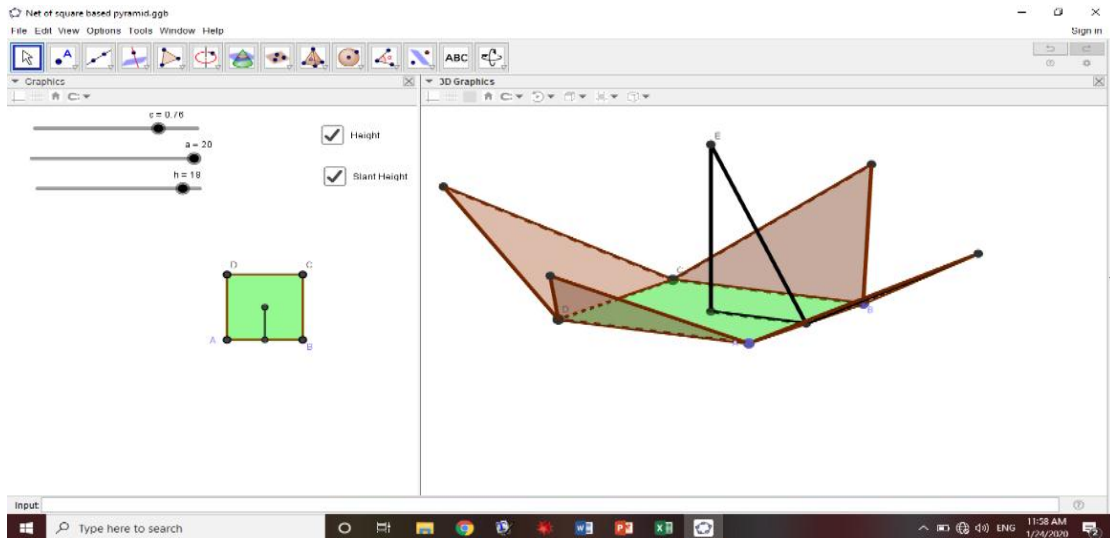 Net of square based pyramid.ggb
File Edit View Options Tools Window Help
Sign in
ABC
Graphics
3D Graphics
c = 0.76
a = 20
h = 18
Height
Slant Height
D
C
A
B
E
C
D
B
Input:
Type here to search
ENG
11:58 AM
1/24/2020